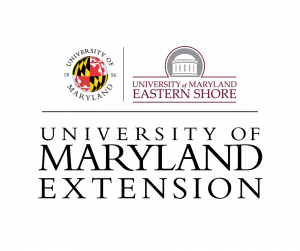 UNIVERSITY OF
18 56
MARYLAND
UNIVERSITY of MARYLAND
EASTERN SHORE
UNIVERSITY OF
MARYLAND
EXTENSION